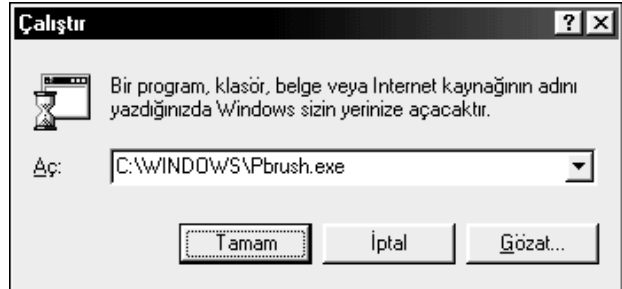 Çalıştır
Bir program, klasör, belge veya Internet kaynağının adını
yazdığınızda Windows sizin yerinize açacaktır.
Aç: C:\WINDOWS\Pbrush.exe
Tamam İptal Gözat...